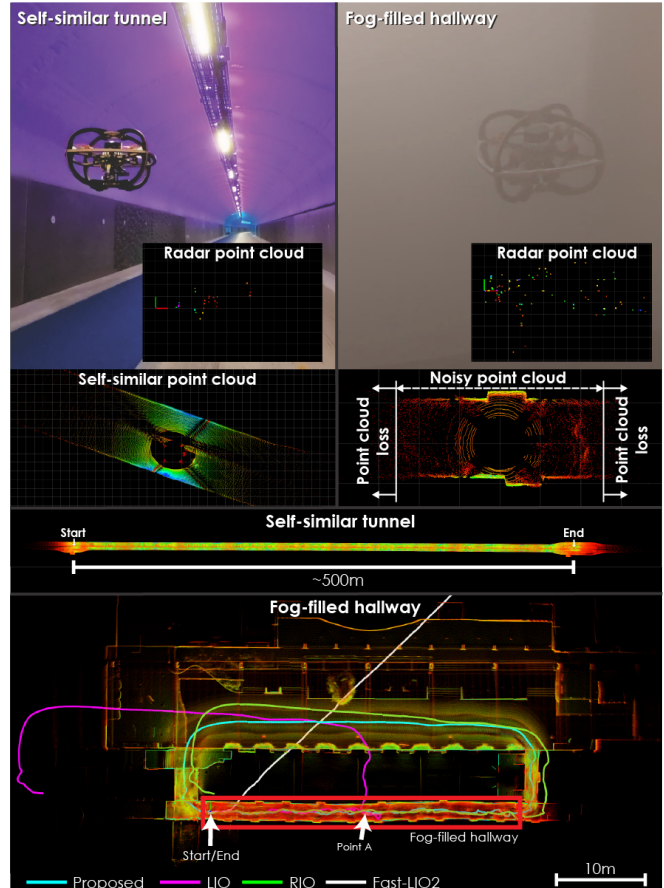 Self-similar tunnel
Fog-filled hallway
Radar point cloud
Radar point cloud
Self-similar point cloud
Noisy point cloud
Point cloud
loss
Point cloud
loss
Self-similar tunnel
Start
End
~500m
Fog-filled hallway
Fog-filled hallway
Start/End
Point A
10m
Proposed
LIO
RIO
Fast-LIO2